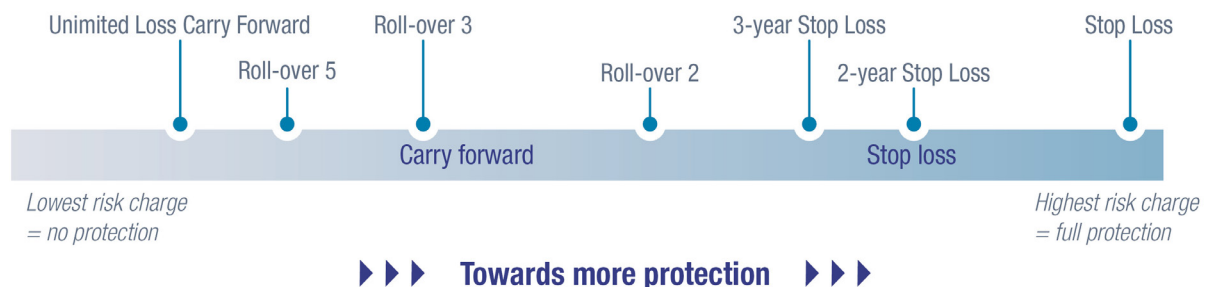 Unimited Loss Carry Forward
Roll-over 3
3-year Stop Loss
Stop Loss
Roll-over 5
Roll-over 2
2-year Stop Loss
Carry forward
Stop loss
Lowest risk charge
= no protection
Highest risk charge
= full protection
Towards more protection